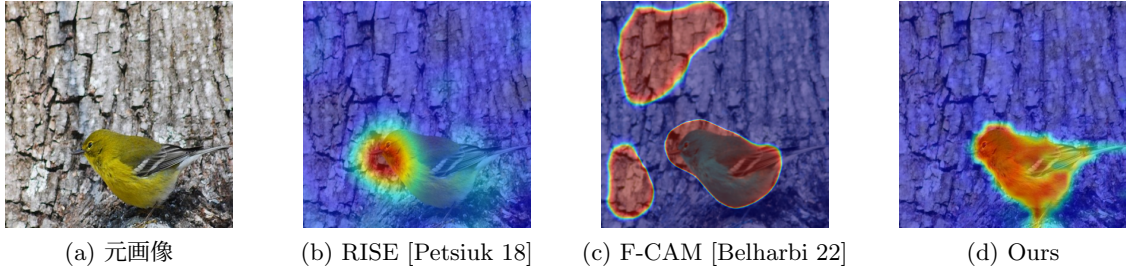 (a) 元画像
(b) RISE [Petsiuk 18]
(c) F-CAM [Belharbi 22]
(d) Ours